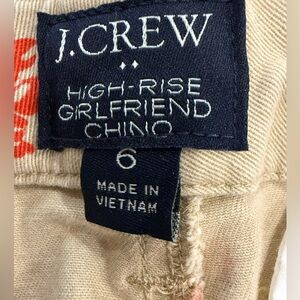 J.CREW
HIGH-RISE
GIRLFRIEND
CHINO
6
MADE IN
VIETNAM